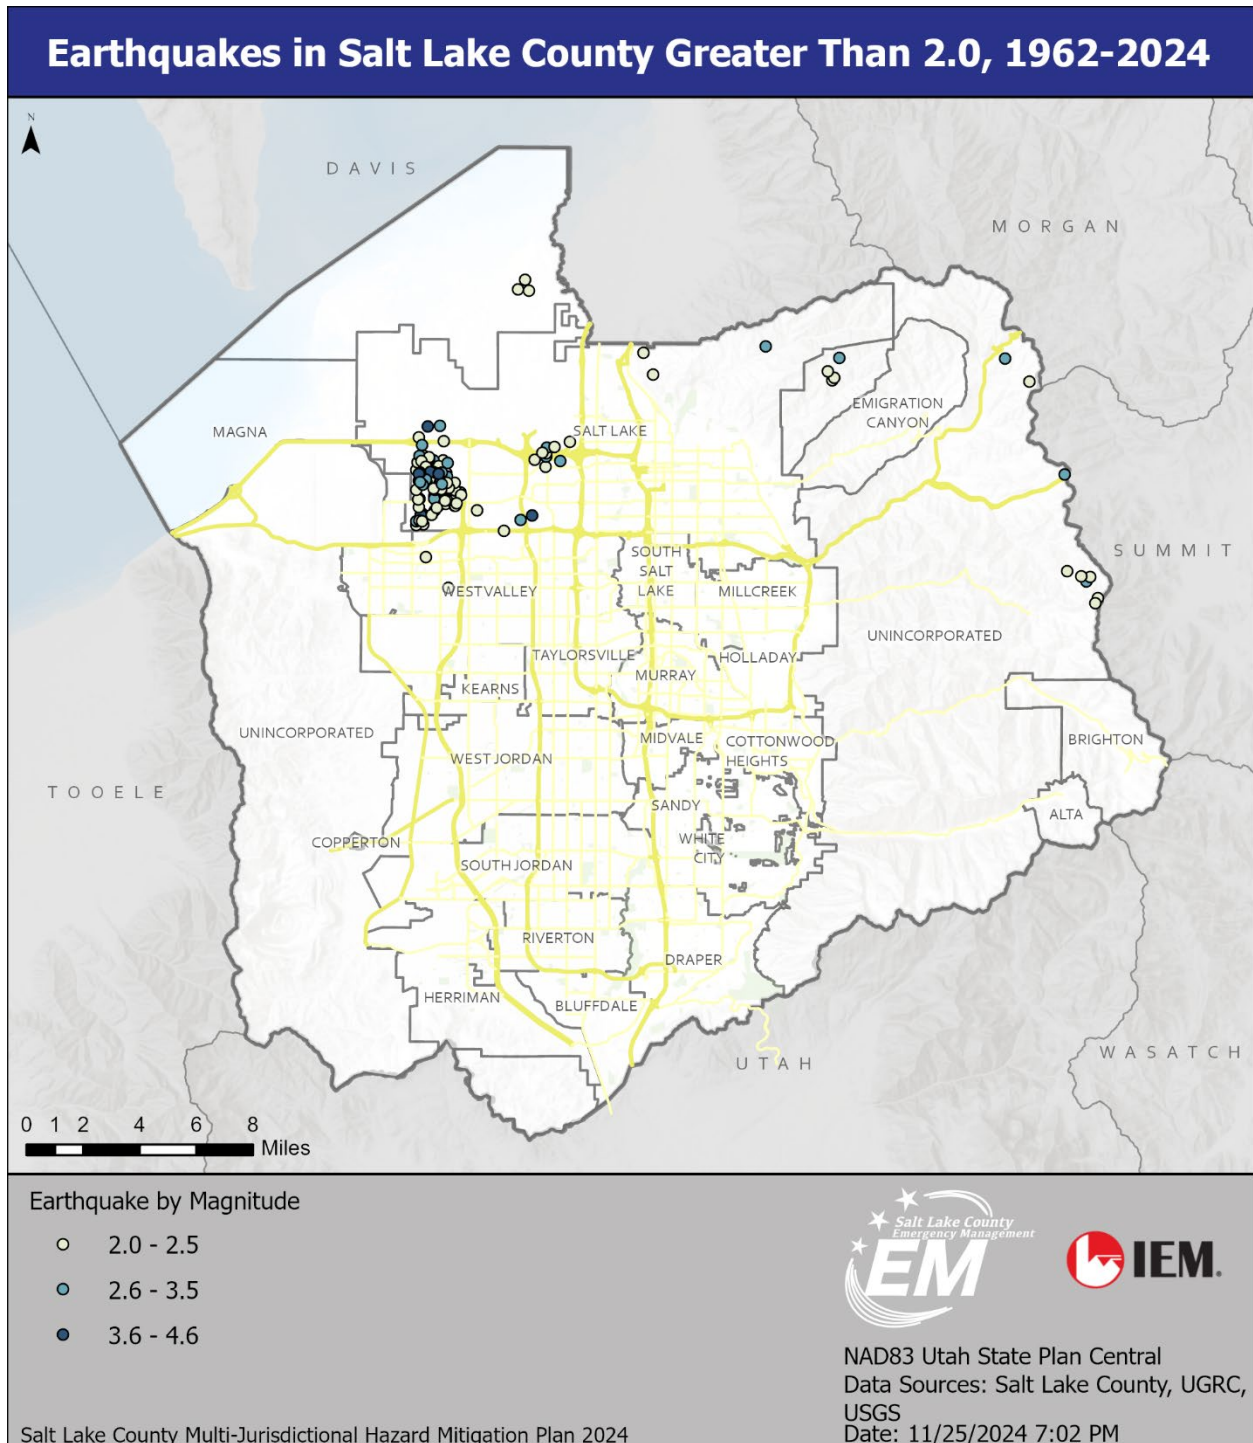 Earthquakes in Salt Lake County Greater Than 2.0, 1962-2024
N
DAVIS
MORGAN
MAGNA
SALT LAKE
EMIGRATION
CANYON
SUMMIT
SOUTH
SALT
LAKE
WEST VALLEY
MILLCREEK
UNINCORPORATED
TAYLORSVILLE
HOLLADAY
MURRAY
KEARNS
UNINCORPORATED
MIDVALE
COTTONWOOD
HEIGHTS
BRIGHTON
WEST JORDAN
TOOELE
SANDY
ALTA
COPPERTON
WHITE
CITY
SOUTH JORDAN
RIVERTON
DRAPER
HERRIMAN
BLUFFDALE
UTAH
WASATCH
0 1 2 4 6 8
Miles
Earthquake by Magnitude
2.0 - 2.5
2.6 - 3.5
3.6 - 4.6
Salt Lake County
Emergency Management
EM
IEM.
NAD83 Utah State Plan Central
Data Sources: Salt Lake County, UGRC,
USGS
Date: 11/25/2024 7:02 PM
Salt Lake County Multi-Jurisdictional Hazard Mitigation Plan 2024